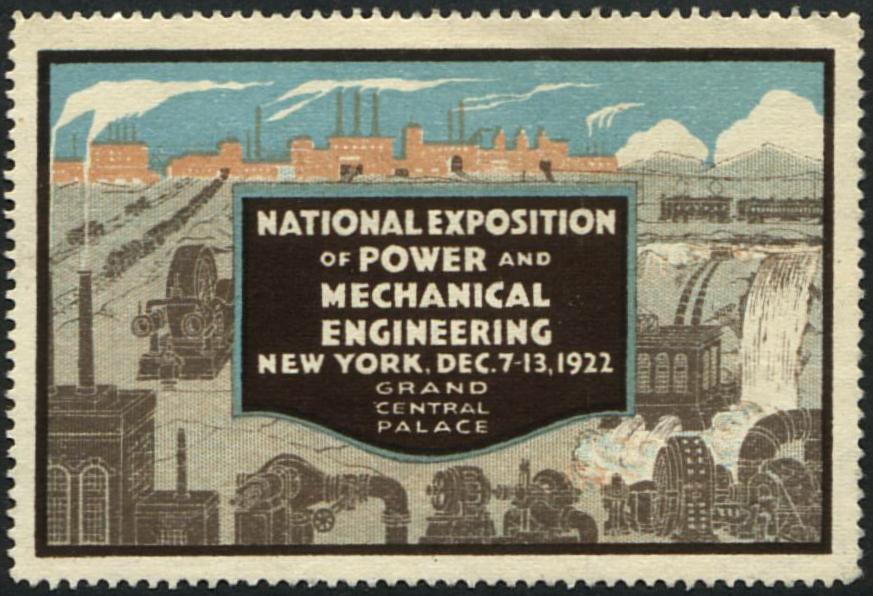 NATIONAL EXPOSITION
OF POWER AND
MECHANICAL
ENGINEERING
NEW YORK, DEC. 7-13, 1922
GRAND
CENTRAL
PALACE